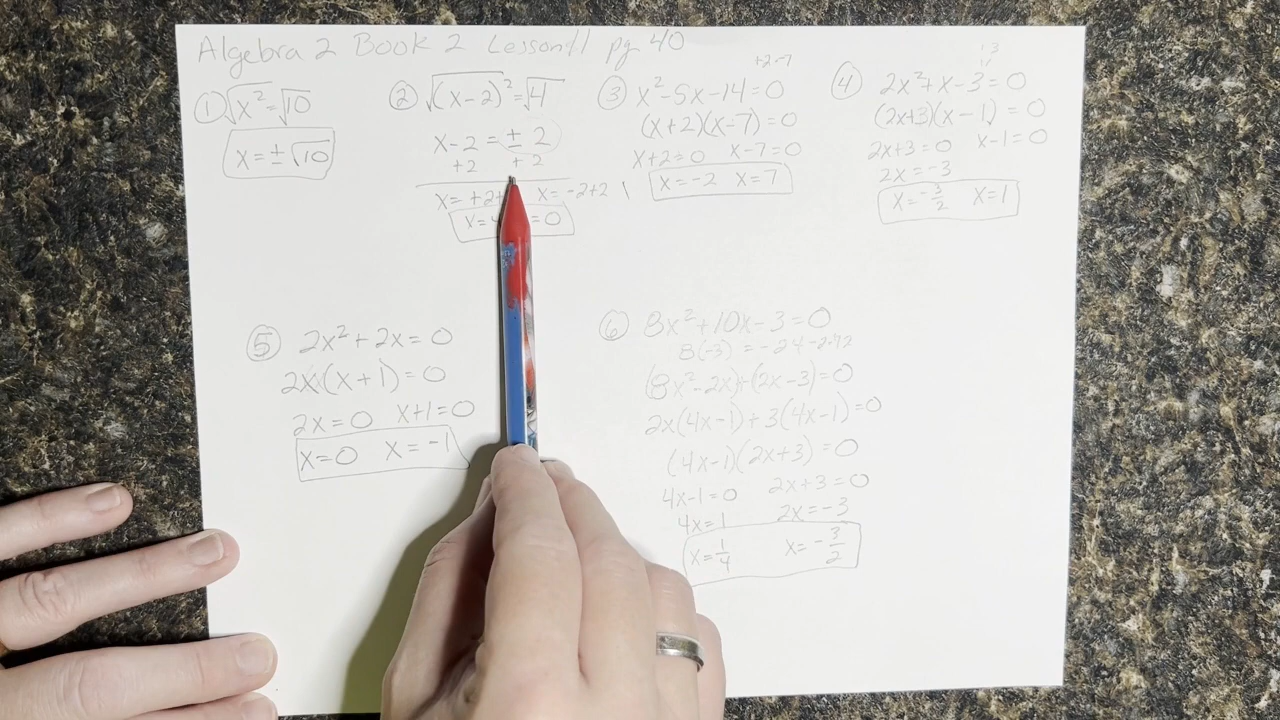 Algebra 2 Book 2 Lesson 11 pg 40
① √x² = √10
x = ± √10
② √(x-2)² = √4
x-2 = ± 2
+2 +2
x = +2+ x = -2+2
x= =0
+2 -7
③ x²-5x-14=0
(x+2)(x-7)=0
x+2=0 x-7=0
x=-2 x=7
④ 2x²+x-3=0
(2x+3)(x-1)=0
2x+3=0 x-1=0
2x=-3
x=-3/2 x=1
⑤ 2x²+2x=0
2x(x+1)=0
2x=0 x+1=0
x=0 x=-1
⑥ 8x²+10x-3=0
8(-3) = -24 -2 12
(8x²-2x)+(2x-3)=0
2x(4x-1)+3(4x-1)=0
(4x-1)(2x+3)=0
4x-1=0 2x+3=0
4x=1 2x=-3
x=1/4 x=-3/2